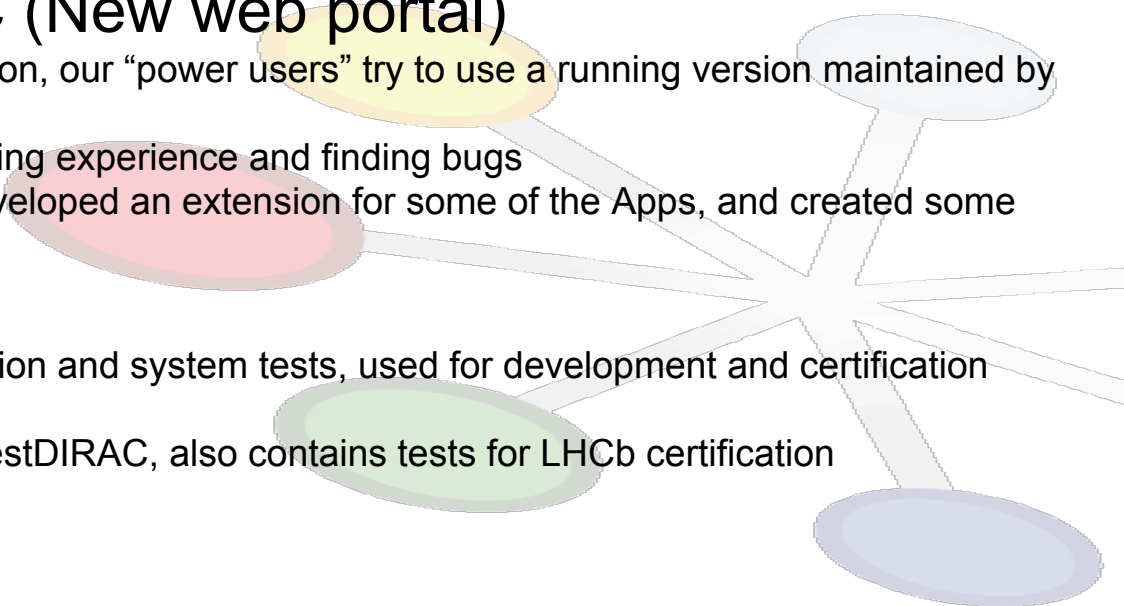 (New web portal)
on, our “power users” try to use a running version maintained by
ing experience and finding bugs
veloped an extension for some of the Apps, and created some
ion and system tests, used for development and certification
estDIRAC, also contains tests for LHCb certification